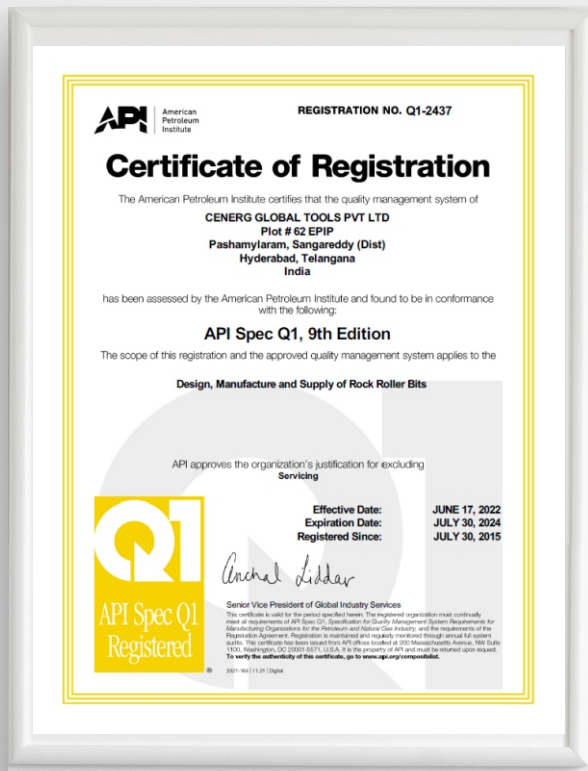 API
American
Petroleum
Institute
REGISTRATION NO. Q1-2437
Certificate of Registration
The American Petroleum Institute certifies that the quality management system of
CENERG GLOBAL TOOLS PVT LTD
Plot # 62 EPIP
Pashamylaram, Sangareddy (Dist)
Hyderabad, Telangana
India
has been assessed by the American Petroleum Institute and found to be in conformance
with the following:
API Spec Q1, 9th Edition
The scope of this registration and the approved quality management system applies to the
Design, Manufacture and Supply of Rock Roller Bits
API approves the organization's justification for excluding
Servicing
Effective Date: JUNE 17, 2022
Expiration Date: JULY 30, 2024
Registered Since: JULY 30, 2015
Q1
API Spec Q1
Registered
®
Anchal Liddar
Senior Vice President of Global Industry Services
This certificate is valid for the period specified herein. The registered organization must continually
meet all requirements of API Spec Q1, Specification for Quality Management System Requirements for
Manufacturing Organizations for the Petroleum and Natural Gas Industry, and the requirements of the
Registration Agreement. Registration is maintained and regularly monitored through annual full system
audits. This certificate has been issued from API offices located at 200 Massachusetts Avenue, NW Suite
1100, Washington, DC 20001-5571, U.S.A. It is the property of API and must be returned upon request.
To verify the authenticity of this certificate, go to www.api.org/compositelist.
2021-164 | 11.21 | Digital